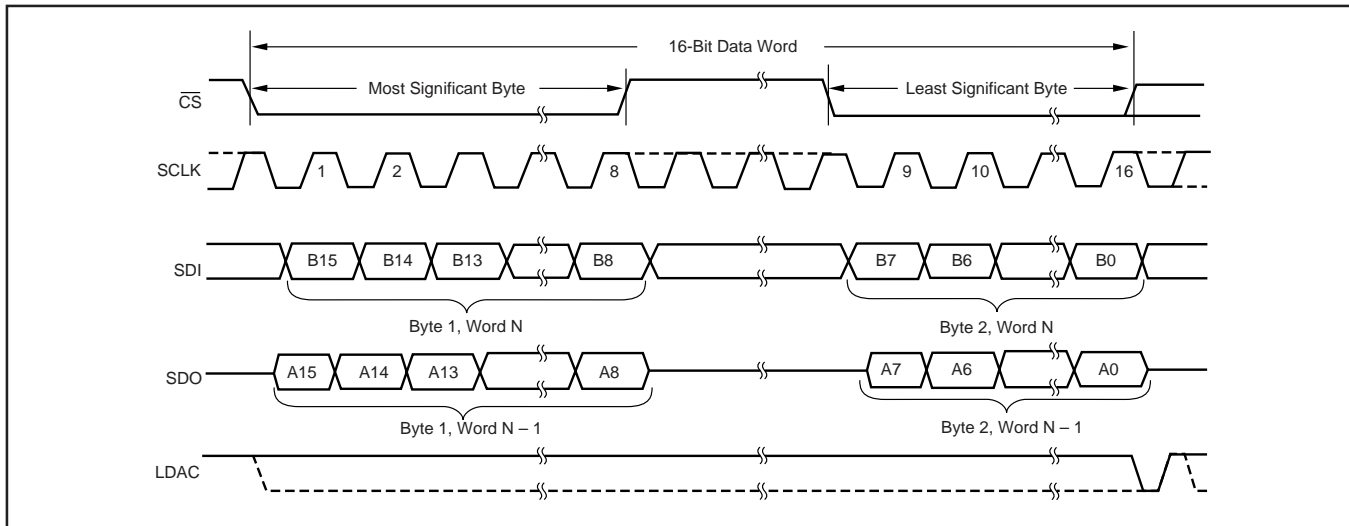 16-Bit Data Word
CS
Most Significant Byte
Least Significant Byte
SCLK
1 2 8 9 10 16
SDI
B15 B14 B13 B8 B7 B6 B0
Byte 1, Word N
Byte 2, Word N
SDO
A15 A14 A13 A8 A7 A6 A0
Byte 1, Word N – 1
Byte 2, Word N – 1
LDAC